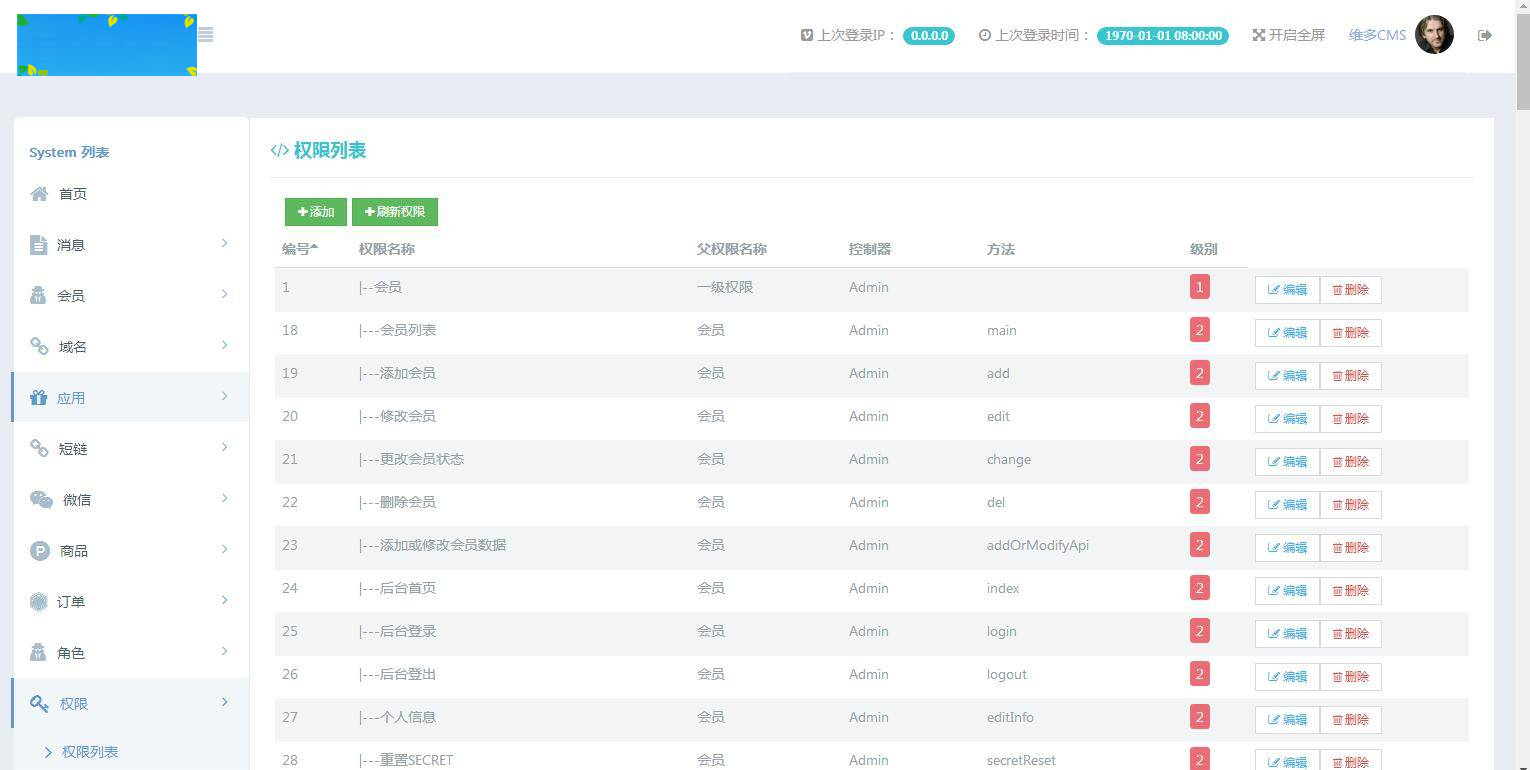 上次登录IP： 0.0.0.0 上次登录时间： 1970-01-01 08:00:00 开启全屏 维多CMS
System 列表
首页
消息
会员
域名
应用
短链
微信
商品
订单
角色
权限
权限列表
</> 权限列表
+添加 +刷新权限
编号 权限名称 父权限名称 控制器 方法 级别
1 |--会员 一级权限 Admin 1 编辑 删除
18 |---会员列表 会员 Admin main 2 编辑 删除
19 |---添加会员 会员 Admin add 2 编辑 删除
20 |---修改会员 会员 Admin edit 2 编辑 删除
21 |---更改会员状态 会员 Admin change 2 编辑 删除
22 |---删除会员 会员 Admin del 2 编辑 删除
23 |---添加或修改会员数据 会员 Admin addOrModifyApi 2 编辑 删除
24 |---后台首页 会员 Admin index 2 编辑 删除
25 |---后台登录 会员 Admin login 2 编辑 删除
26 |---后台登出 会员 Admin logout 2 编辑 删除
27 |---个人信息 会员 Admin editInfo 2 编辑 删除
28 |---重置SECRET 会员 Admin secretReset 2 编辑 删除